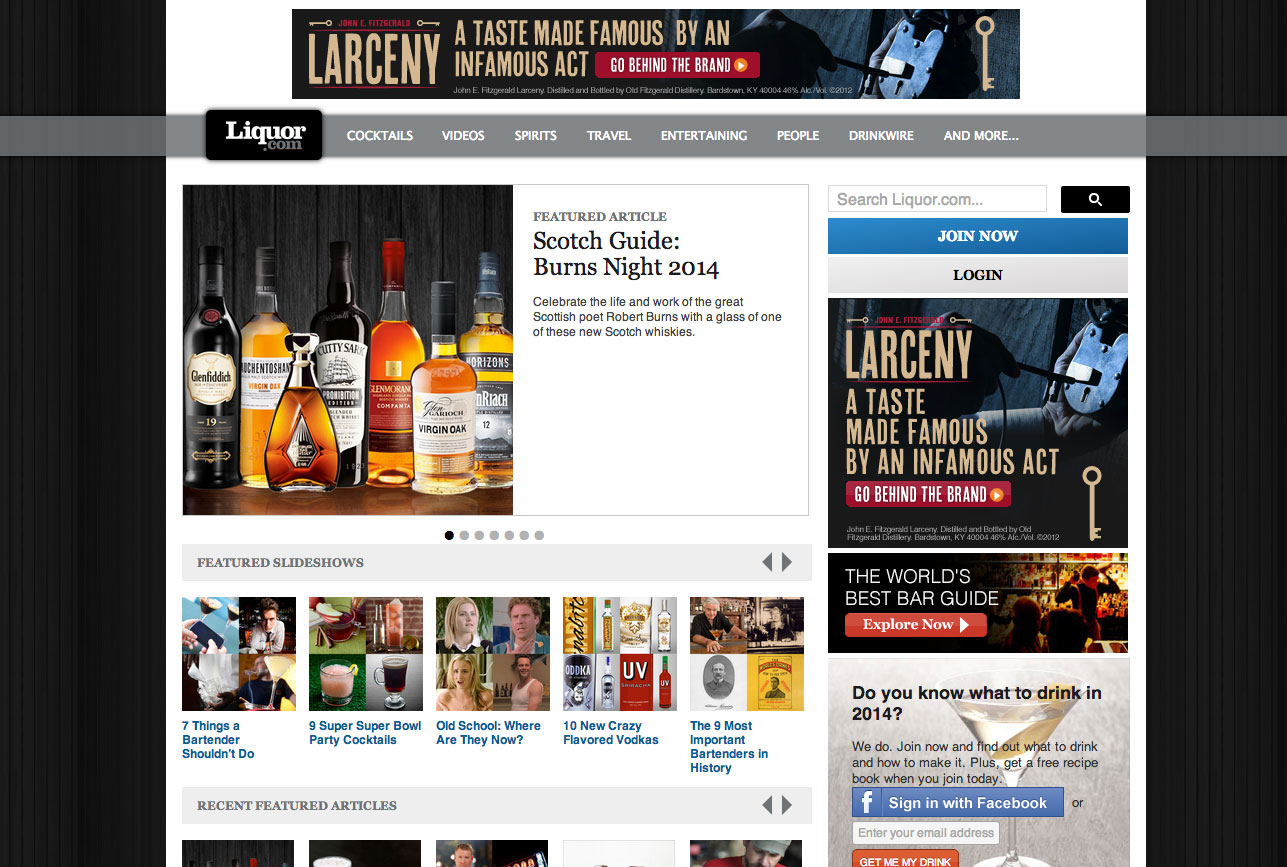 JOHN E. FITZGERALD
LARCENY
A TASTE MADE FAMOUS BY AN
INFAMOUS ACT
GO BEHIND THE BRAND
John E. Fitzgerald Larceny. Distilled and Bottled by Old Fitzgerald Distillery. Bardstown, KY 40004 46% Alc./Vol. ©2012
Liquor
.com
COCKTAILS VIDEOS SPIRITS TRAVEL ENTERTAINING PEOPLE DRINKWIRE AND MORE...
FEATURED ARTICLE
Scotch Guide:
Burns Night 2014
Celebrate the life and work of the great
Scottish poet Robert Burns with a glass of one
of these new Scotch whiskies.
Glenfiddich
19
AUCHENTOSHAN
VIRGIN OAK
CUTTY SARK
PROHIBITION
EDITION
BLENDED
GLENMORANG
COMPANTA
Glen
GARIOCH
VIRGIN OAK
HORIZONS
nRIACH
12
Search Liquor.com...
JOIN NOW
LOGIN
JOHN E. FITZGERALD
LARCENY
A TASTE
MADE FAMOUS
BY AN INFAMOUS ACT
GO BEHIND THE BRAND
John E. Fitzgerald Larceny. Distilled and Bottled by Old
Fitzgerald Distillery. Bardstown, KY 40004 46% Alc./Vol. ©2012
THE WORLD'S
BEST BAR GUIDE
Explore Now
Do you know what to drink in
2014?
We do. Join now and find out what to drink
and how to make it. Plus, get a free recipe
book when you join today.
Sign in with Facebook or
Enter your email address
GET ME MY DRINK
FEATURED SLIDESHOWS
ODDKA
UV
SRIRACHA
7 Things a
Bartender
Shouldn't Do
9 Super Super Bowl
Party Cocktails
Old School: Where
Are They Now?
10 New Crazy
Flavored Vodkas
The 9 Most
Important
Bartenders in
History
RECENT FEATURED ARTICLES